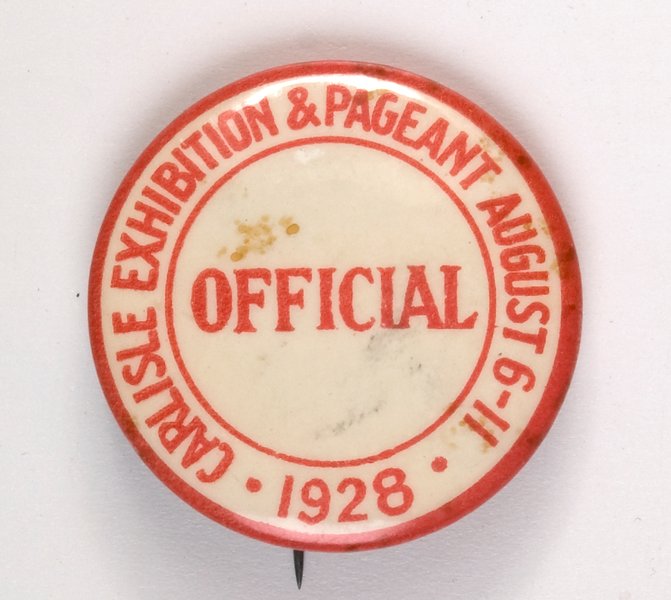 CARLISLE EXHIBITION & PAGEANT AUGUST 6-11
• 1928 •
OFFICIAL